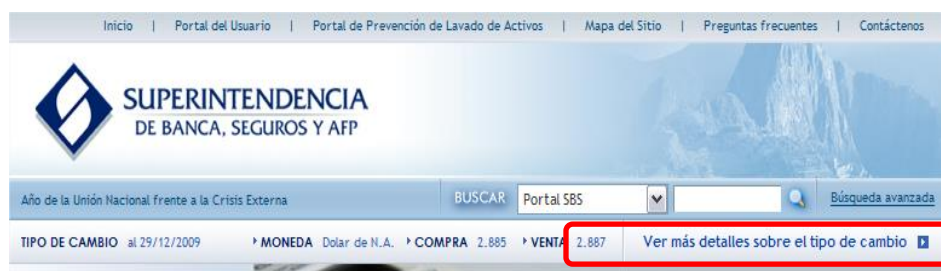 Inicio | Portal del Usuario | Portal de Prevención de Lavado de Activos | Mapa del Sitio | Preguntas frecuentes | Contáctenos
SUPERINTENDENCIA
DE BANCA, SEGUROS Y AFP
Año de la Unión Nacional frente a la Crisis Externa BUSCAR Portal SBS Búsqueda avanzada
TIPO DE CAMBIO al 29/12/2009 MONEDA Dolar de N.A. COMPRA 2.885 VENTA 2.887 Ver más detalles sobre el tipo de cambio